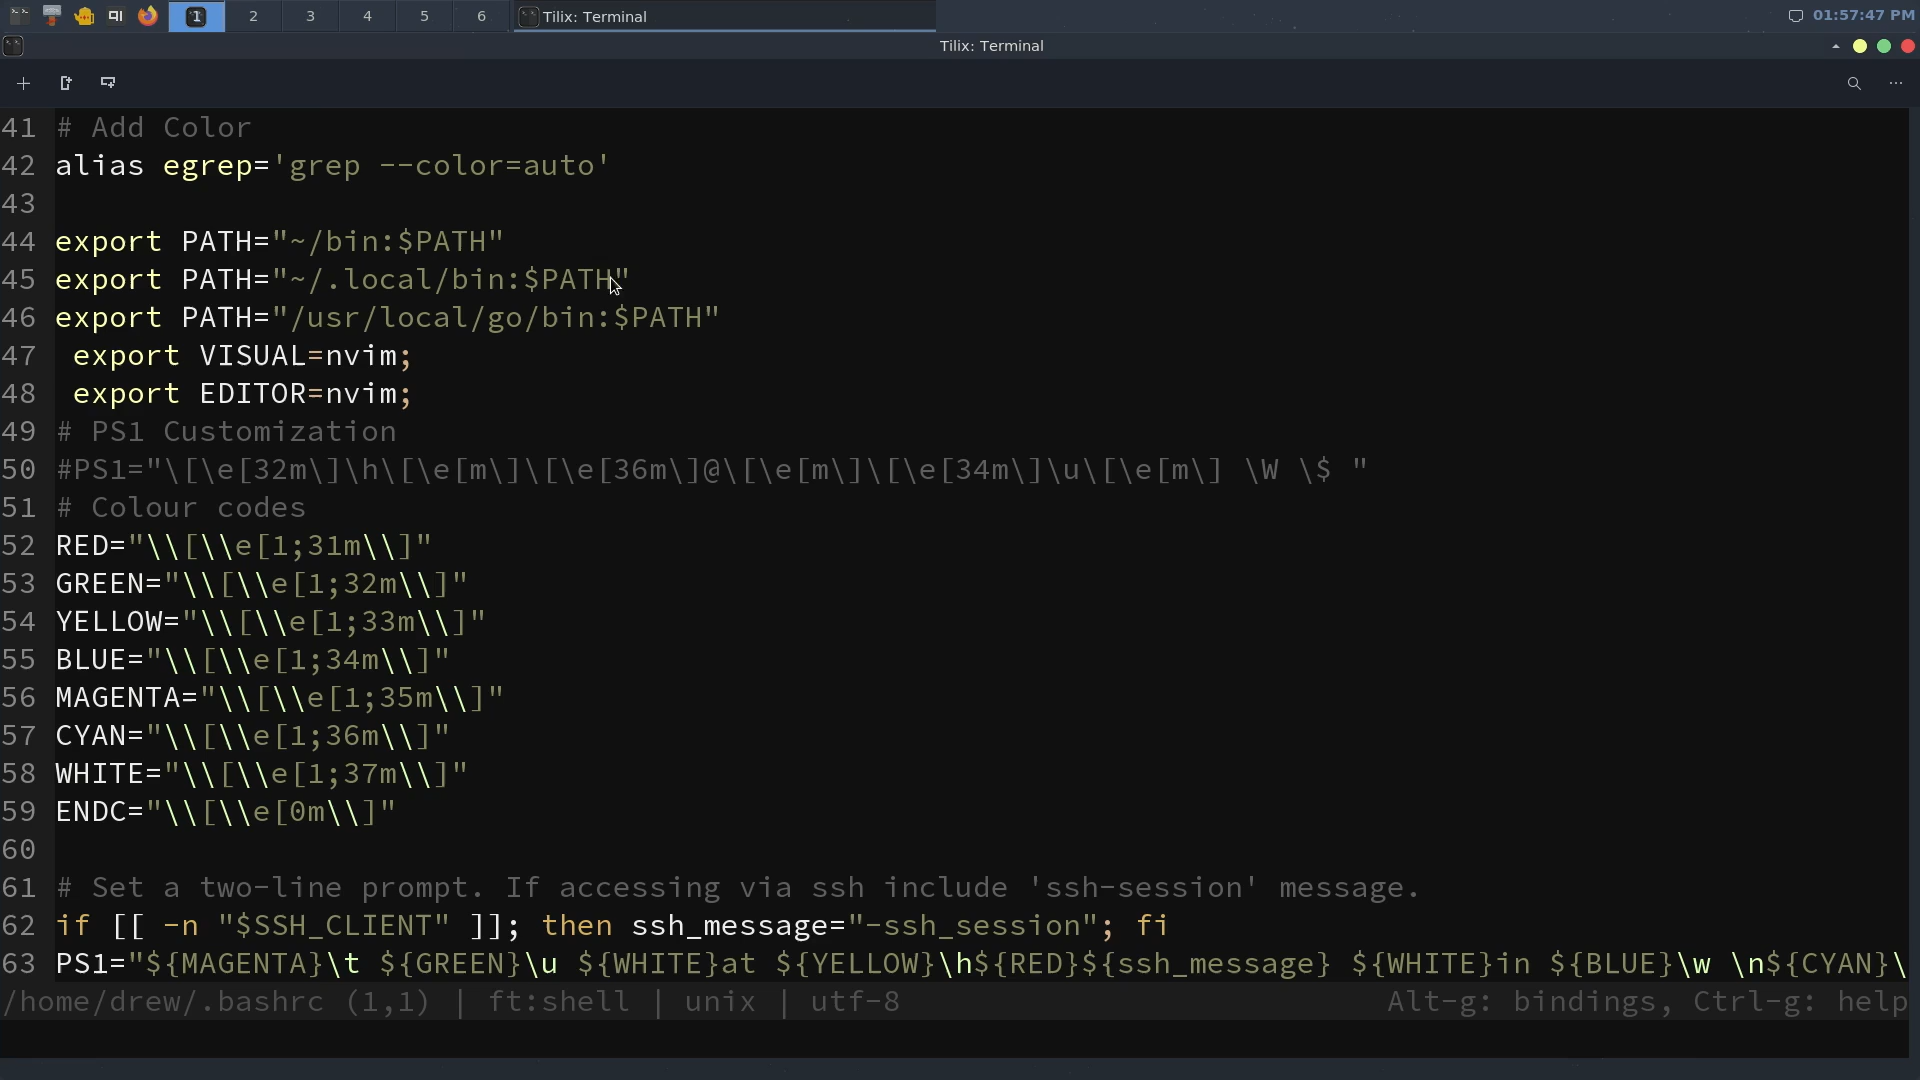 1 2 3 4 5 6 Tilix: Terminal 01:57:47 PM
Tilix: Terminal
41 # Add Color
42 alias egrep='grep --color=auto'
43
44 export PATH="~/bin:$PATH"
45 export PATH="~/.local/bin:$PATH"
46 export PATH="/usr/local/go/bin:$PATH"
47  export VISUAL=nvim;
48  export EDITOR=nvim;
49 # PS1 Customization
50 #PS1="\[\e[32m\]\h\[\e[m\]\[\e[36m\]@\[\e[m\]\[\e[34m\]\u\[\e[m\] \W \$ "
51 # Colour codes
52 RED="\\[\\e[1;31m\\]"
53 GREEN="\\[\\e[1;32m\\]"
54 YELLOW="\\[\\e[1;33m\\]"
55 BLUE="\\[\\e[1;34m\\]"
56 MAGENTA="\\[\\e[1;35m\\]"
57 CYAN="\\[\\e[1;36m\\]"
58 WHITE="\\[\\e[1;37m\\]"
59 ENDC="\\[\\e[0m\\]"
60
61 # Set a two-line prompt. If accessing via ssh include 'ssh-session' message.
62 if [[ -n "$SSH_CLIENT" ]]; then ssh_message="-ssh_session"; fi
63 PS1="${MAGENTA}\t ${GREEN}\u ${WHITE}at ${YELLOW}\h${RED}${ssh_message} ${WHITE}in ${BLUE}\w \n${CYAN}\
/home/drew/.bashrc (1,1) | ft:shell | unix | utf-8 Alt-g: bindings, Ctrl-g: help